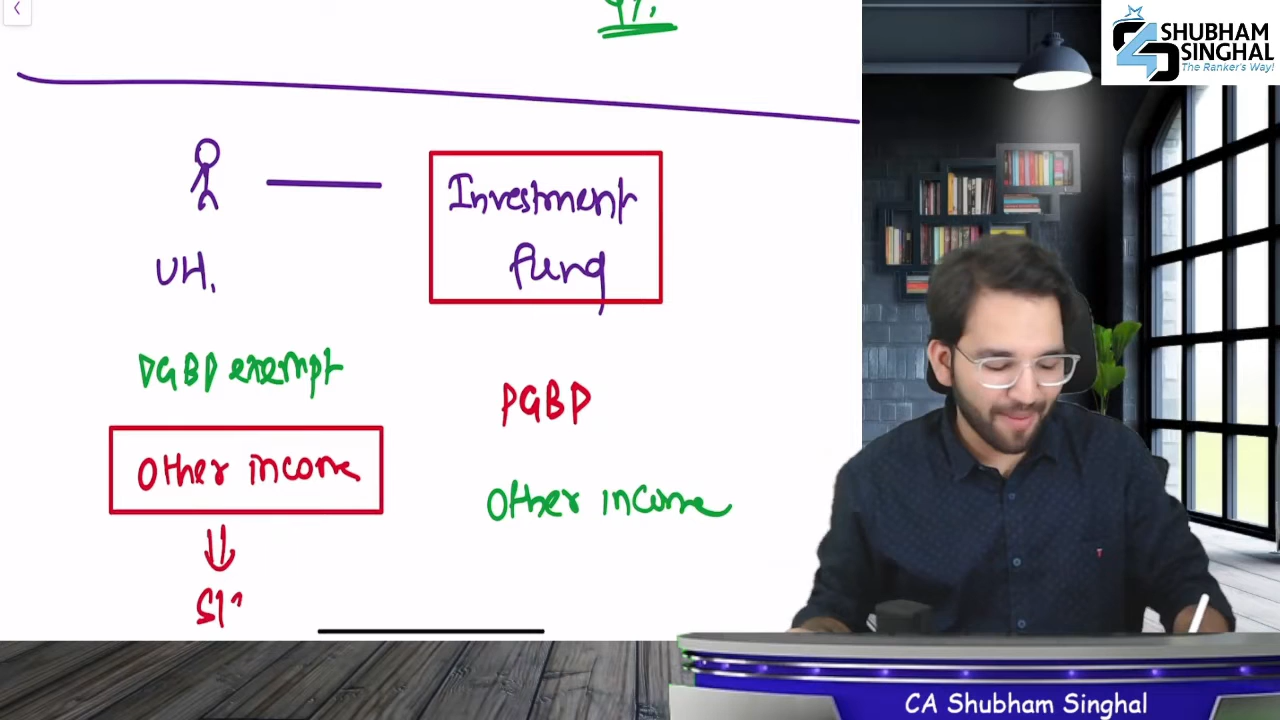 SHUBHAM
SINGHAL
The Ranker's Way!
Investment
fund
UH.
PGBP exempt
PGBP
Other income
Other income
CA Shubham Singhal